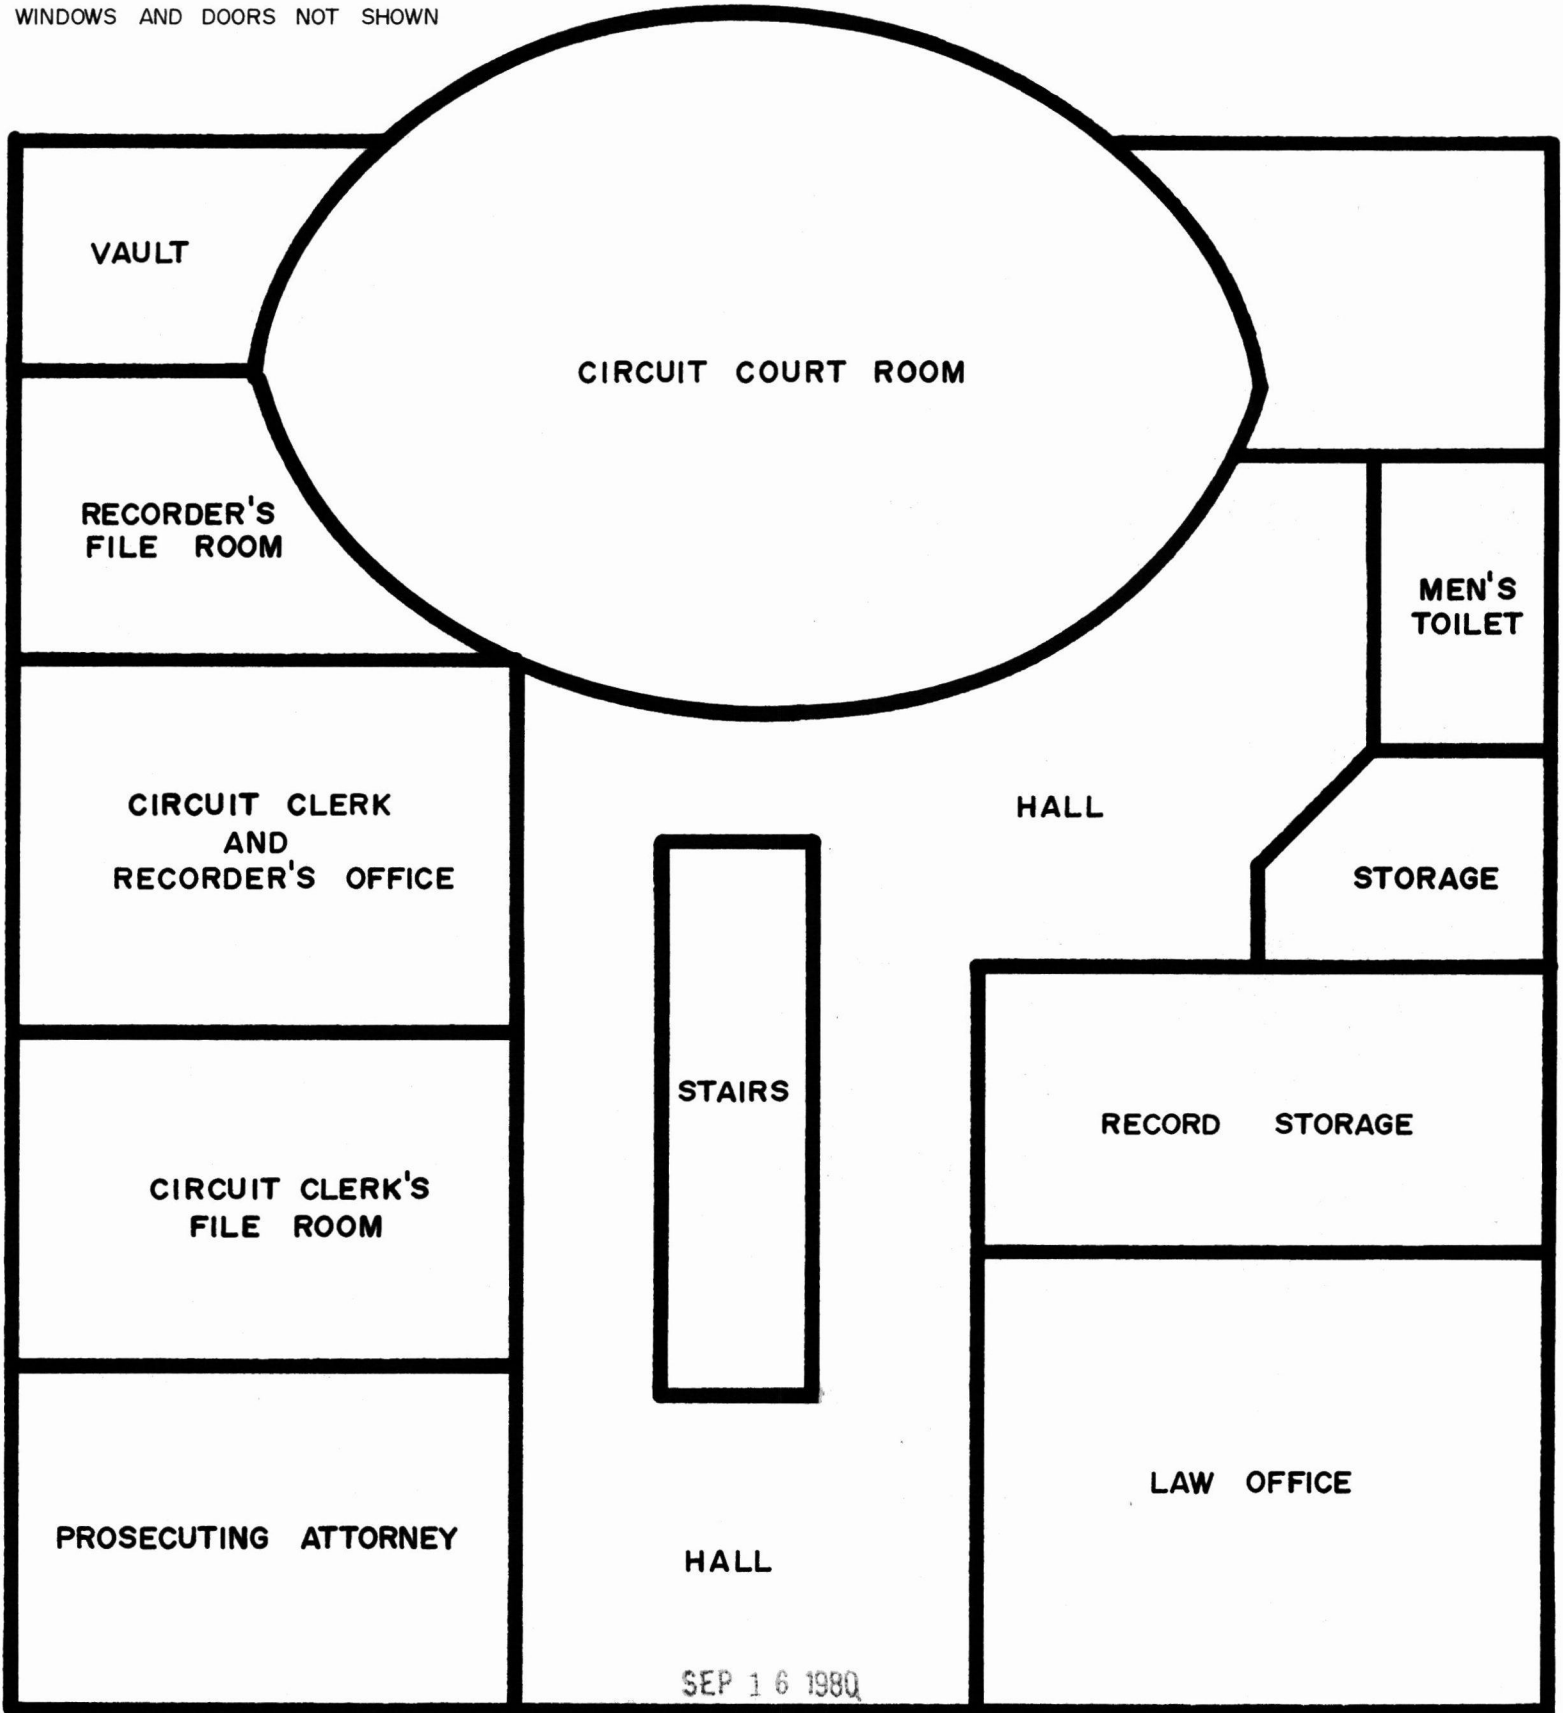 WINDOWS AND DOORS NOT SHOWN
VAULT
CIRCUIT COURT ROOM
RECORDER'S
FILE ROOM
MEN'S
TOILET
CIRCUIT CLERK
AND
RECORDER'S OFFICE
HALL
STORAGE
STAIRS
RECORD STORAGE
CIRCUIT CLERK'S
FILE ROOM
LAW OFFICE
PROSECUTING ATTORNEY
HALL
SEP 16 1980